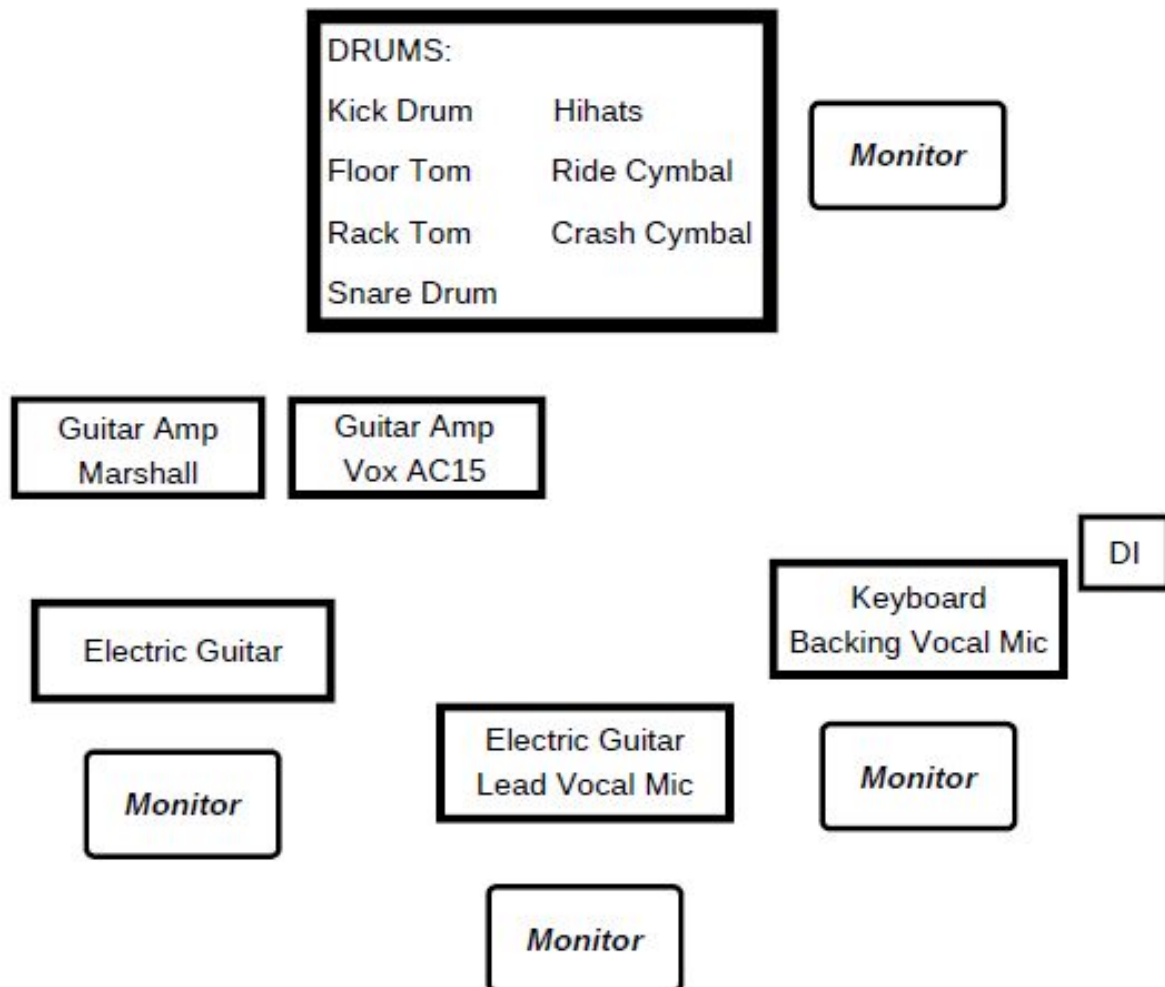 DRUMS:
Kick Drum Hihats
Floor Tom Ride Cymbal
Rack Tom Crash Cymbal
Snare Drum
Monitor
Guitar Amp
Marshall
Guitar Amp
Vox AC15
DI
Keyboard
Backing Vocal Mic
Electric Guitar
Electric Guitar
Lead Vocal Mic
Monitor
Monitor
Monitor